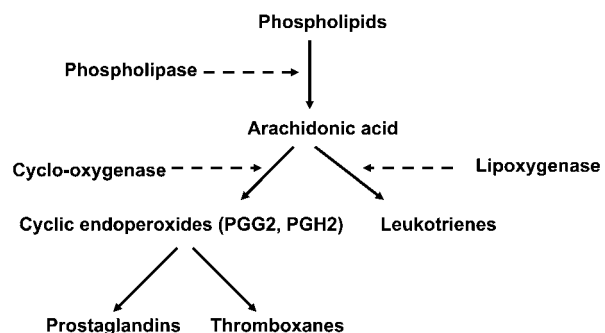 Phospholipids
Phospholipase
Arachidonic acid
Cyclo-oxygenase
Lipoxygenase
Cyclic endoperoxides (PGG2, PGH2)
Leukotrienes
Prostaglandins
Thromboxanes